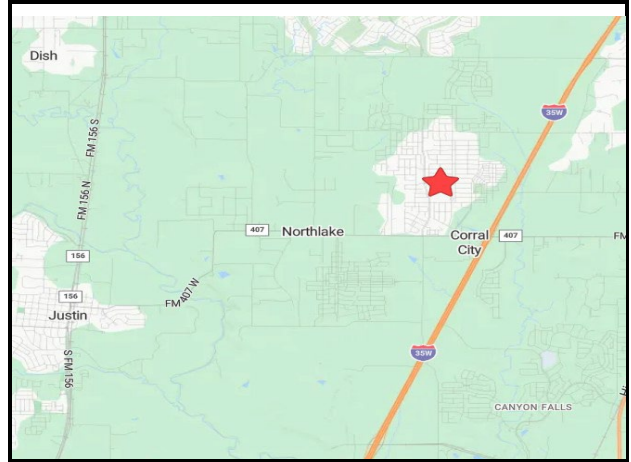 Dish
35W
FM 156 S
FM 156 N
407
Northlake
Corral
City
407
FM
156
156
FM
407 W
Justin
35W
S FM 156
CANYON FALLS